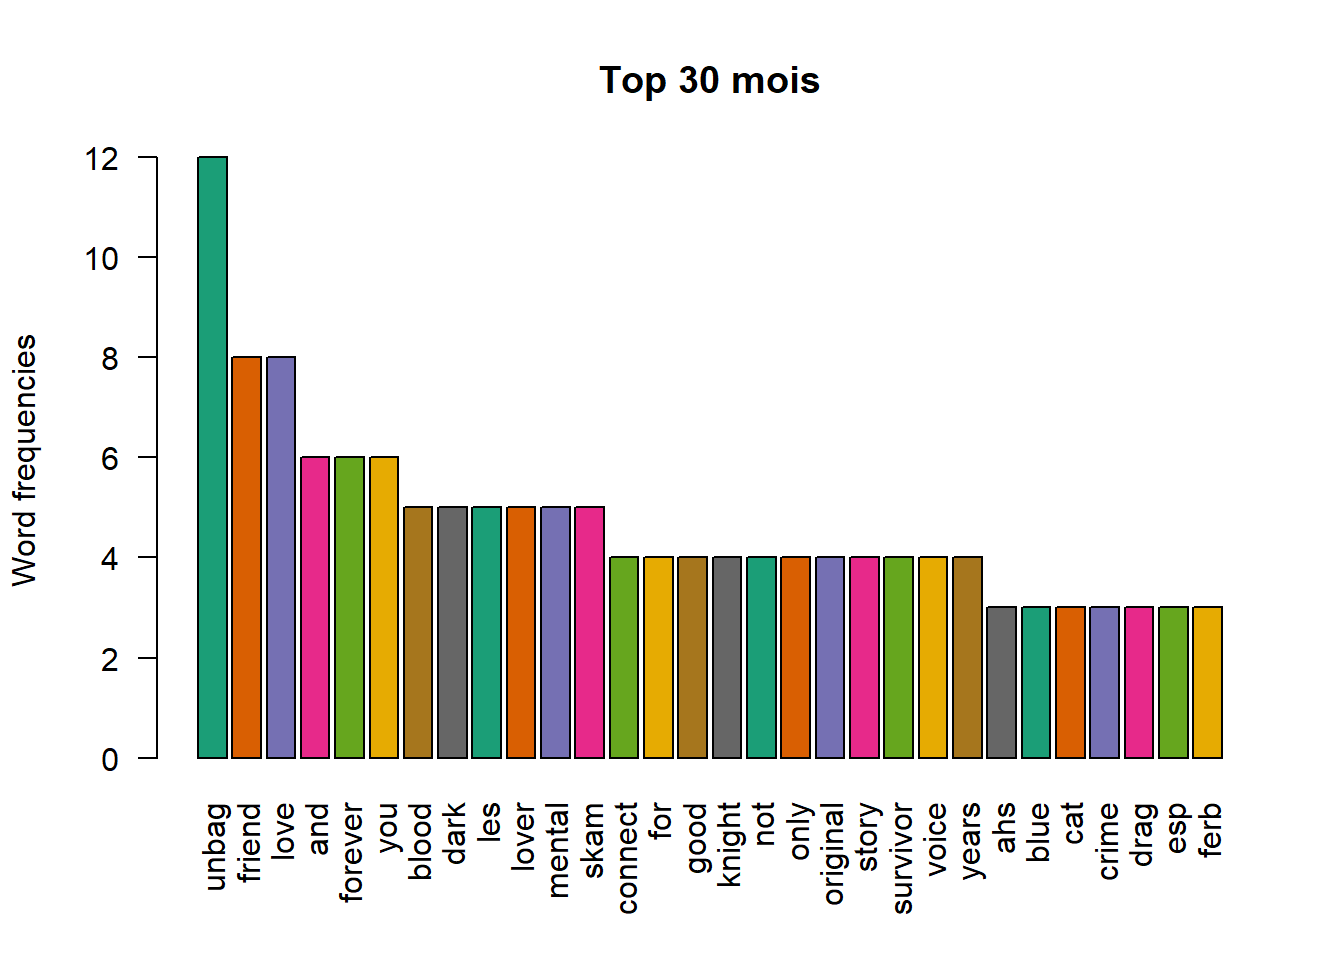 Top 30 mois
Word frequencies
12
10
8
6
4
2
0
unbag
friend
love
and
forever
you
blood
dark
les
lover
mental
skam
connect
for
good
knight
not
only
original
story
survivor
voice
years
ahs
blue
cat
crime
drag
esp
ferb